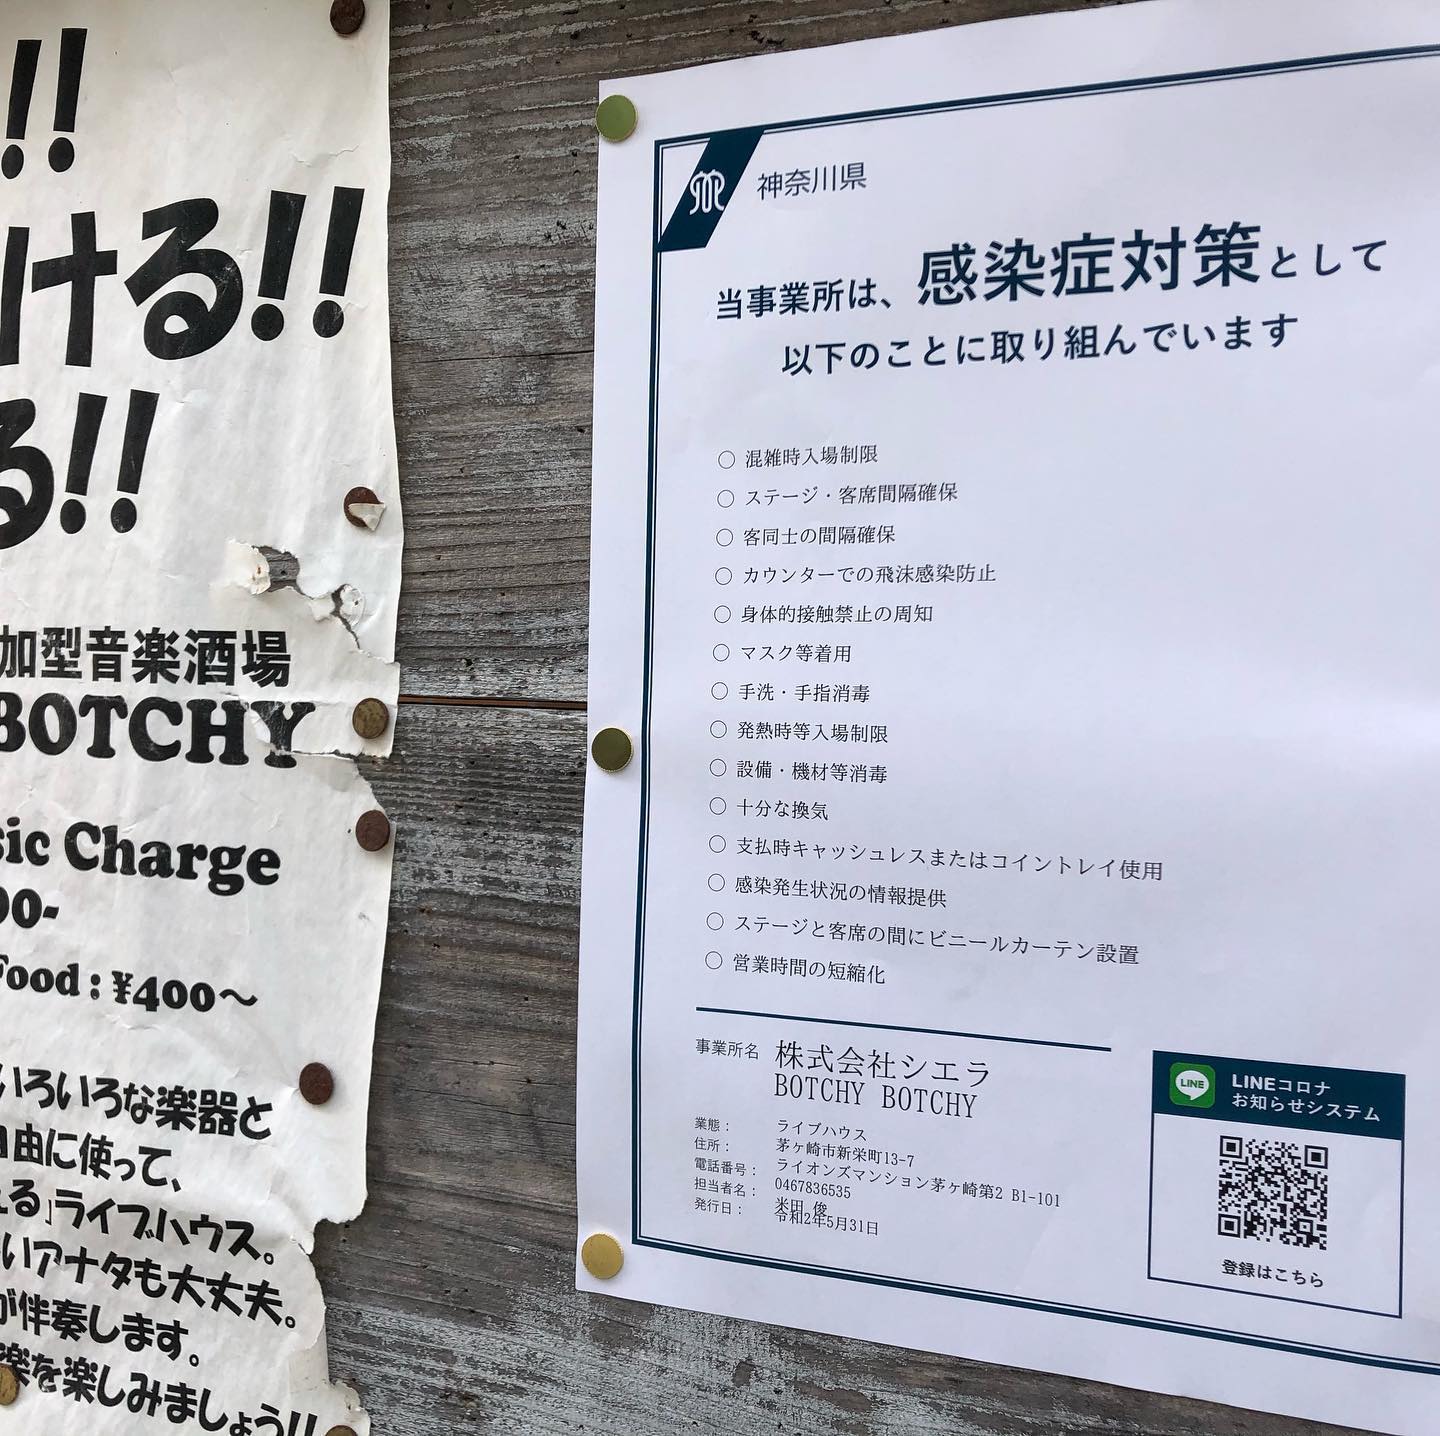 !!
ける!!
る!!
加型音楽酒場
BOTCHY
sic Charge
00-
Food : ¥400～
いろいろな楽器と
自由に使って、
える」ライブハウス。
いアナタも大丈夫。
が伴奏します。
楽を楽しみましょう!!
神奈川県
当事業所は、感染症対策として
以下のことに取り組んでいます
○ 混雑時入場制限
○ ステージ・客席間隔確保
○ 客同士の間隔確保
○ カウンターでの飛沫感染防止
○ 身体的接触禁止の周知
○ マスク等着用
○ 手洗・手指消毒
○ 発熱時等入場制限
○ 設備・機材等消毒
○ 十分な換気
○ 支払時キャッシュレスまたはコイントレイ使用
○ 感染発生状況の情報提供
○ ステージと客席の間にビニールカーテン設置
○ 営業時間の短縮化
事業所名 株式会社シエラ
BOTCHY BOTCHY
業態： ライブハウス
住所： 茅ヶ崎市新栄町13-7
ライオンズマンション茅ケ崎第2 B1-101
電話番号： 0467836535
担当者名： 米田 俊
発行日： 令和2年5月31日
LINE
LINEコロナ
お知らせシステム
登録はこちら